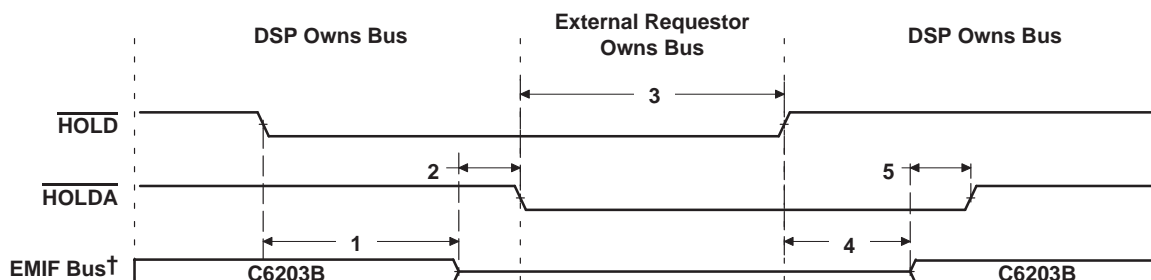 DSP Owns Bus
External Requestor
Owns Bus
DSP Owns Bus
3
HOLD
2
5
HOLDA
1
4
EMIF Bus†
C6203B
C6203B